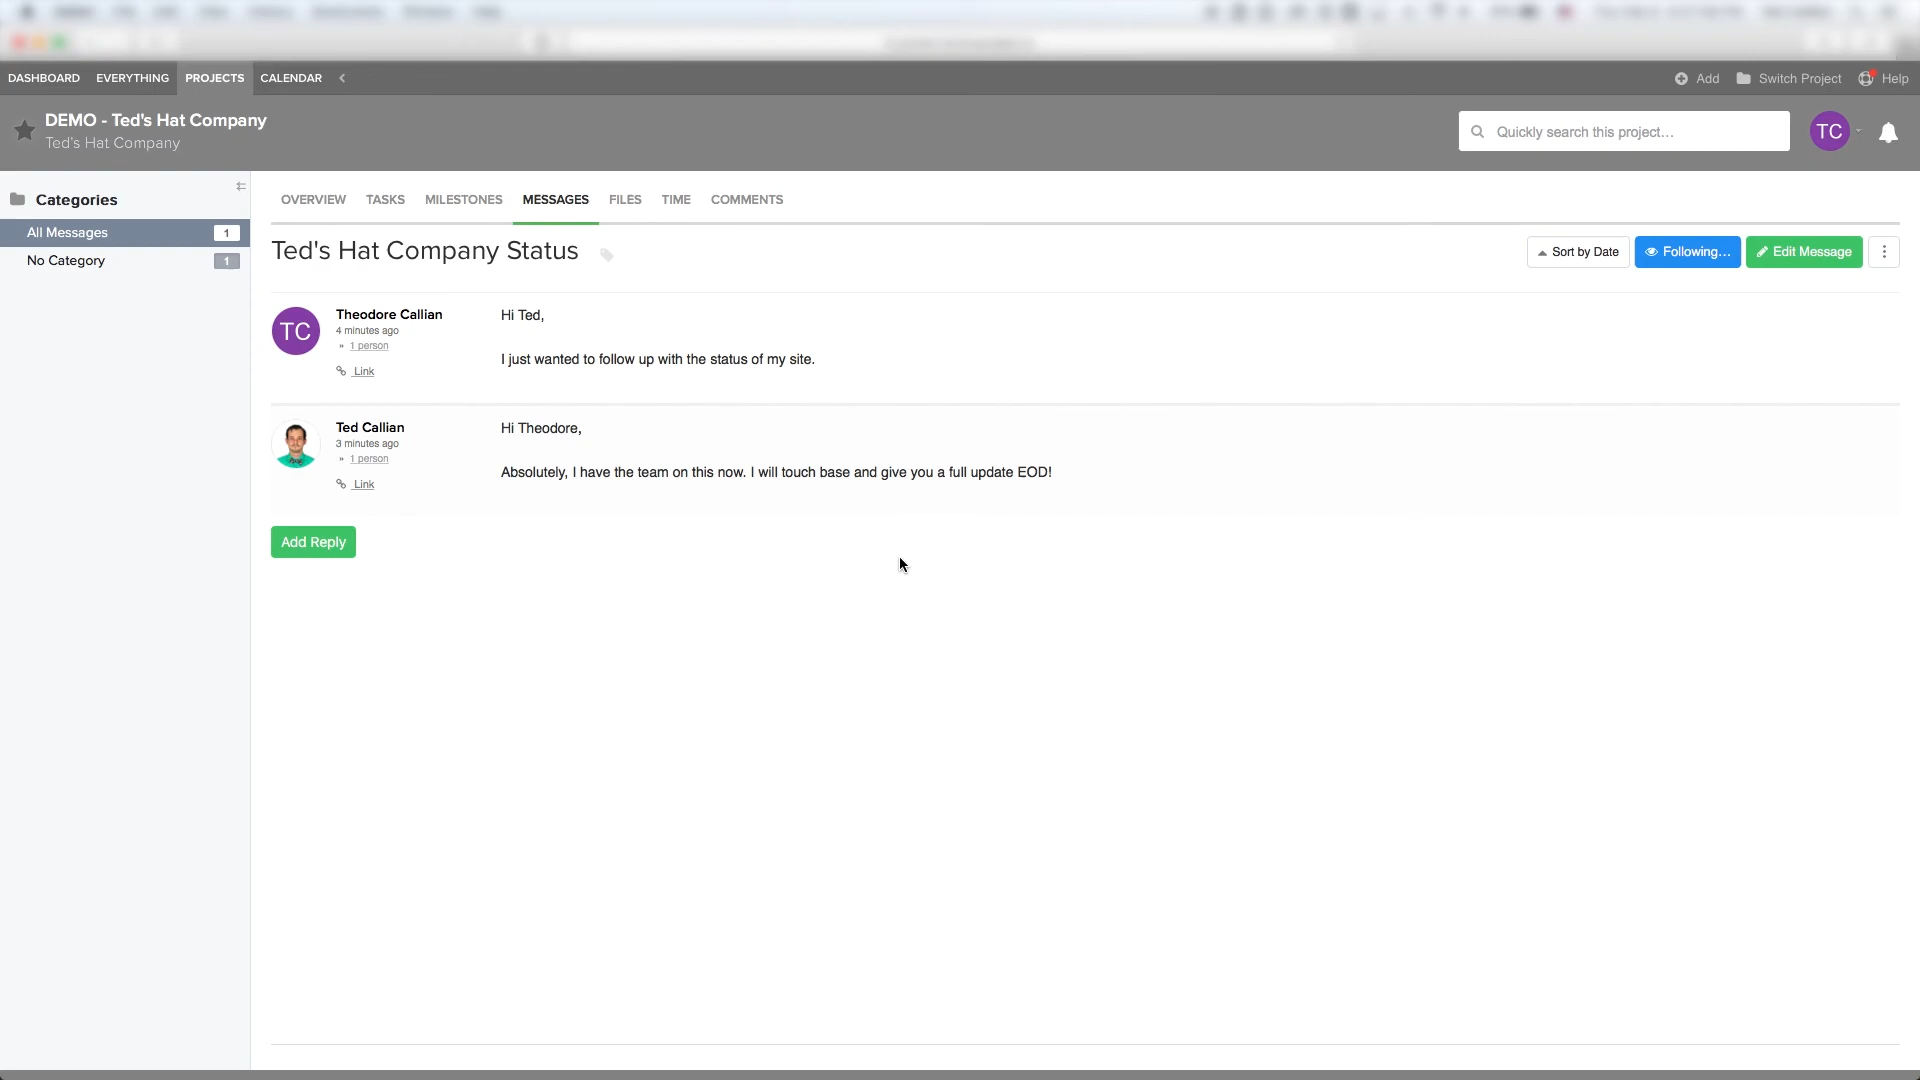 DASHBOARD EVERYTHING PROJECTS CALENDAR
Add Switch Project Help
DEMO - Ted's Hat Company
Ted's Hat Company
Quickly search this project...
TC
Categories
All Messages 1
No Category 1
OVERVIEW TASKS MILESTONES MESSAGES FILES TIME COMMENTS
Ted's Hat Company Status
Sort by Date Following... Edit Message
TC
Theodore Callian
4 minutes ago
» 1 person
Link
Hi Ted,
I just wanted to follow up with the status of my site.
Ted Callian
3 minutes ago
» 1 person
Link
Hi Theodore,
Absolutely, I have the team on this now. I will touch base and give you a full update EOD!
Add Reply